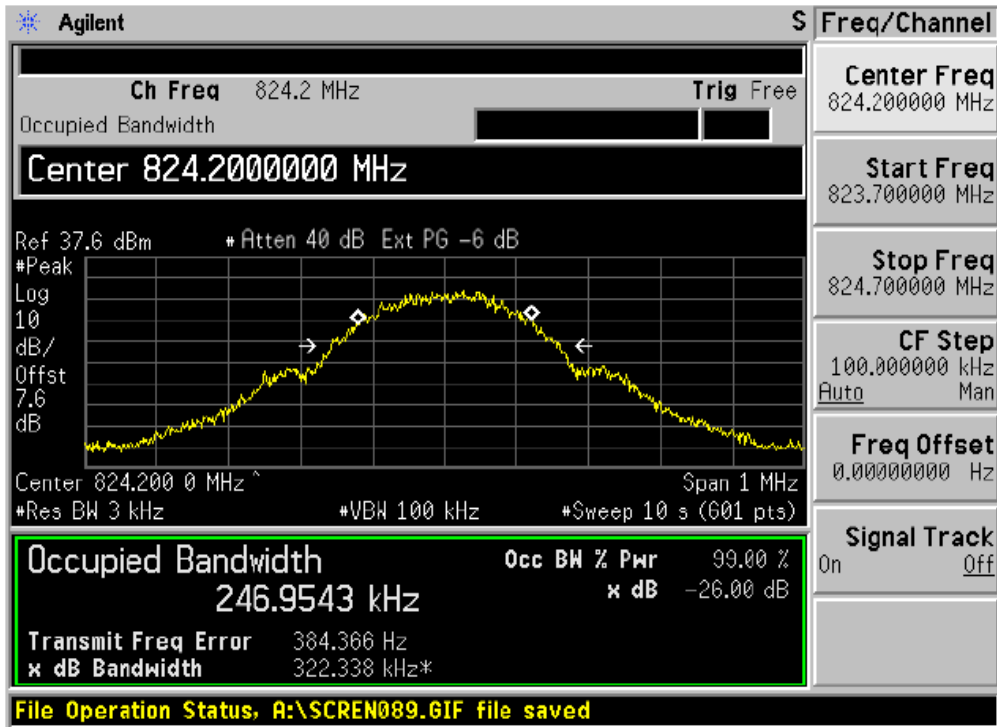 Agilent S Freq/Channel
Ch Freq 824.2 MHz Trig Free
Occupied Bandwidth
Center 824.2000000 MHz
Ref 37.6 dBm #Atten 40 dB Ext PG -6 dB
#Peak
Log
10
dB/
Offst
7.6
dB
Center 824.200 0 MHz ^ Span 1 MHz
#Res BW 3 kHz #VBW 100 kHz #Sweep 10 s (601 pts)
Occupied Bandwidth Occ BW % Pwr 99.00 %
246.9543 kHz x dB -26.00 dB
Transmit Freq Error 384.366 Hz
x dB Bandwidth 322.338 kHz*
File Operation Status, A:\SCREN089.GIF file saved
Center Freq
824.200000 MHz
Start Freq
823.700000 MHz
Stop Freq
824.700000 MHz
CF Step
100.000000 kHz
Auto Man
Freq Offset
0.00000000 Hz
Signal Track
On Off